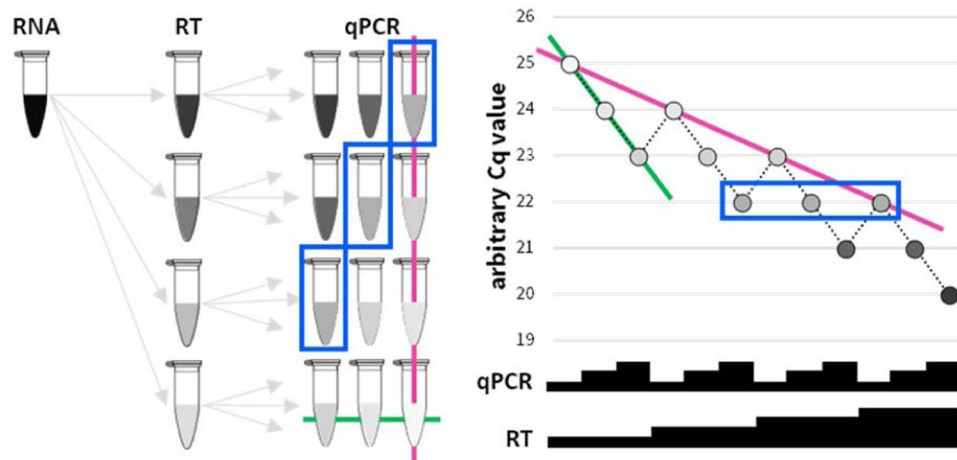 RNA
RT
qPCR
arbitrary Cq value
26
25
24
23
22
21
20
19
qPCR
RT